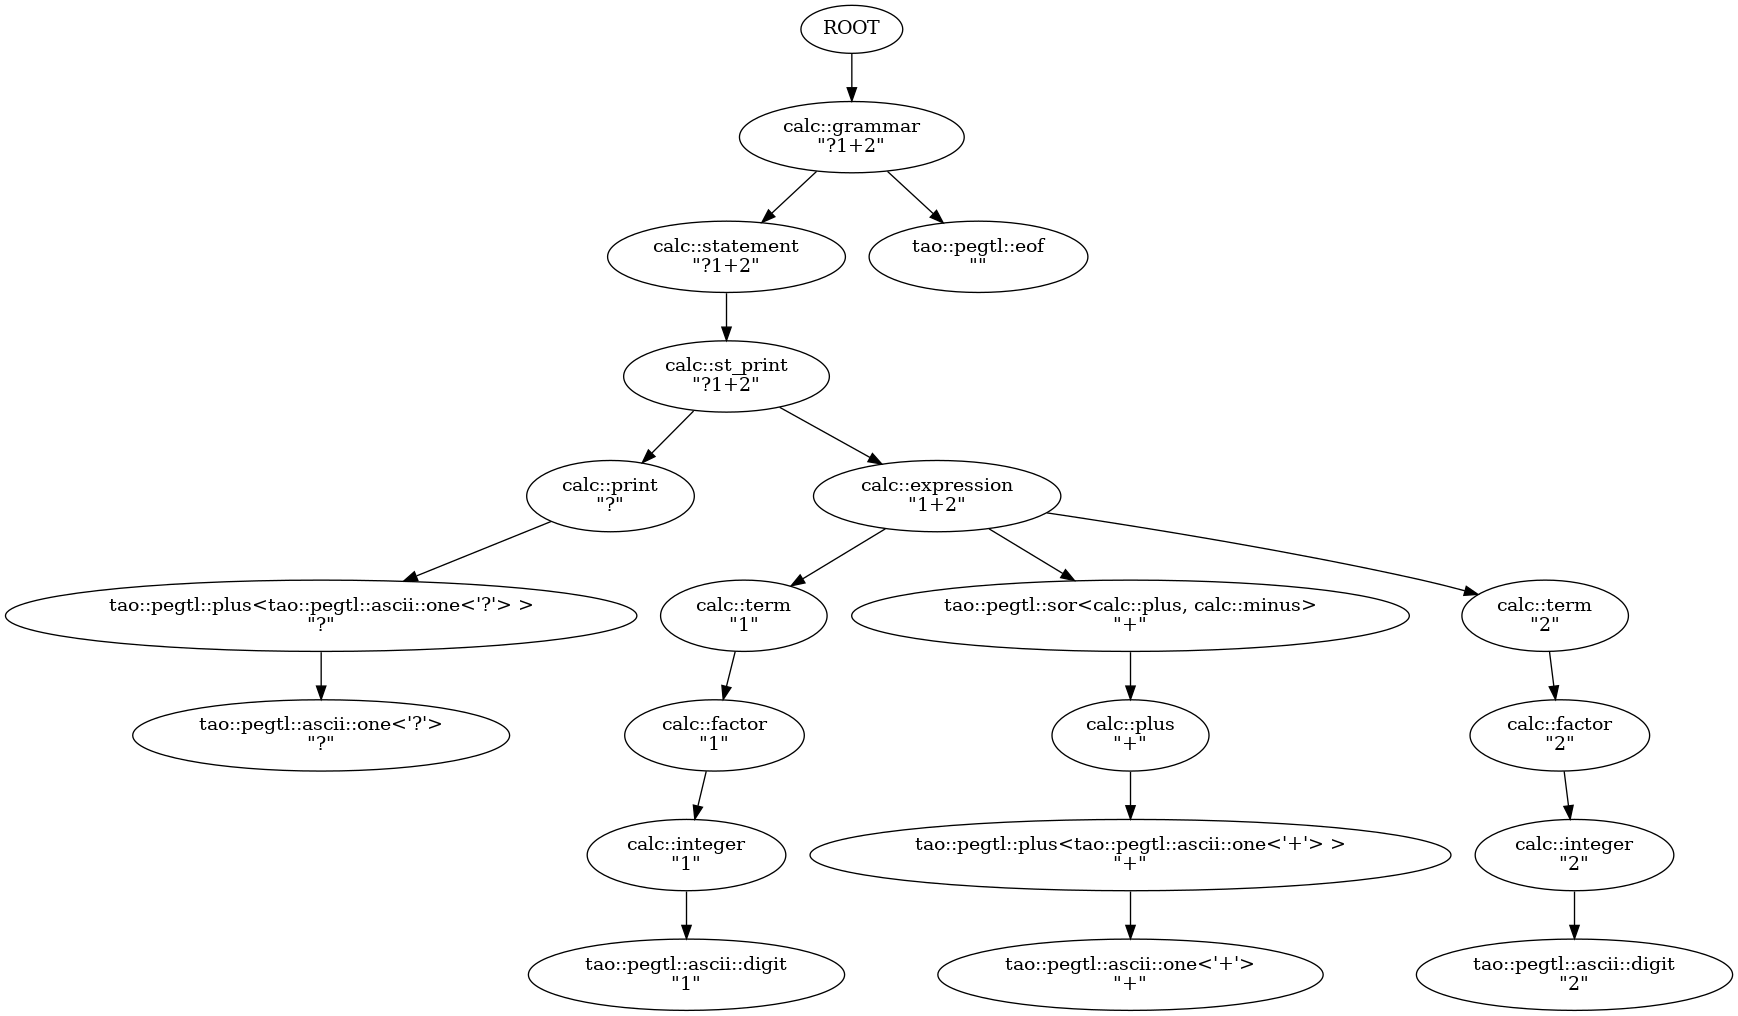 ROOT
calc::grammar
"?1+2"
calc::statement
"?1+2"
tao::pegtl::eof
""
calc::st_print
"?1+2"
calc::print
"?"
calc::expression
"1+2"
tao::pegtl::plus<tao::pegtl::ascii::one<'?'> >
"?"
calc::term
"1"
tao::pegtl::sor<calc::plus, calc::minus>
"+"
calc::term
"2"
tao::pegtl::ascii::one<'?'>
"?"
calc::factor
"1"
calc::plus
"+"
calc::factor
"2"
calc::integer
"1"
tao::pegtl::plus<tao::pegtl::ascii::one<'+'> >
"+"
calc::integer
"2"
tao::pegtl::ascii::digit
"1"
tao::pegtl::ascii::one<'+'>
"+"
tao::pegtl::ascii::digit
"2"